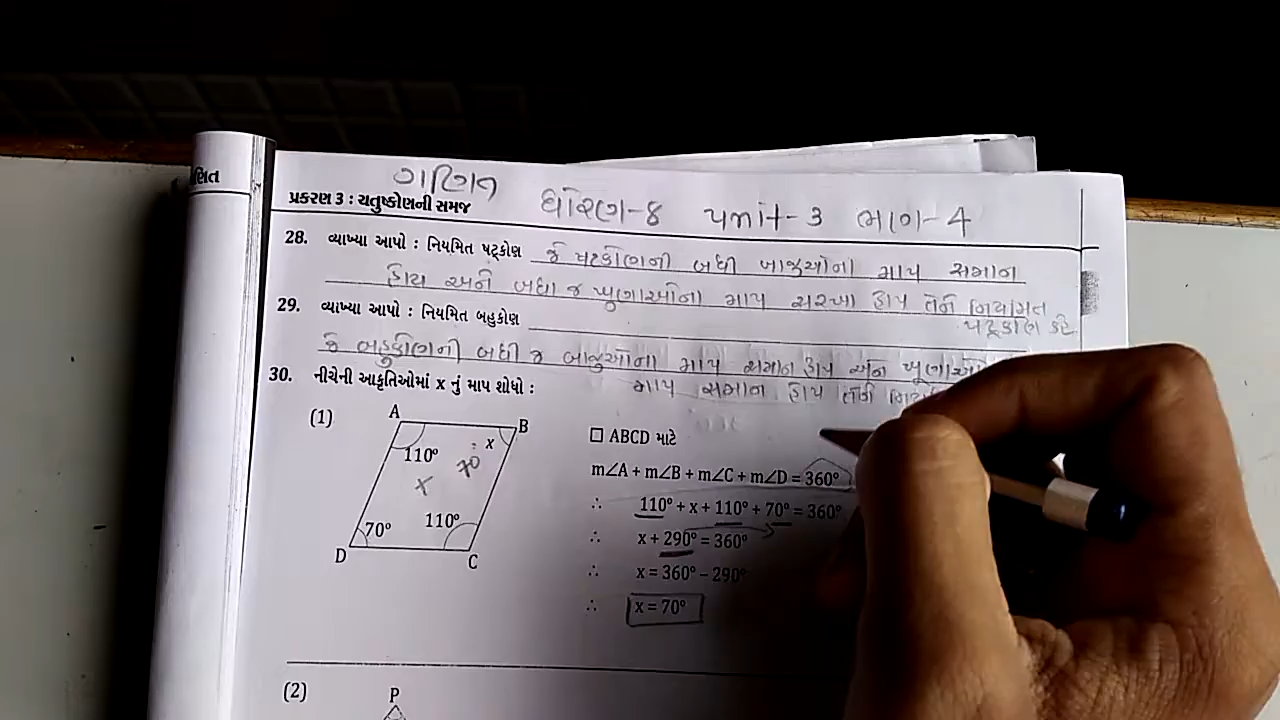 ણિત
ગણિત
પ્રકરણ 3 : ચતુષ્કોણની સમજ ધોરણ-8 યુનિટ-3 ભાગ-4
28. વ્યાખ્યા આપો : નિયમિત ષટ્કોણ જે ષટ્કોણની બધી બાજુઓના માપ સમાન
હોય અને બધા જ ખુણાઓના માપ સરખા હોય તેને નિયમિત
ષટ્કોણ કહે
29. વ્યાખ્યા આપો : નિયમિત બહુકોણ
જે બહુકોણની બધી જ બાજુઓના માપ સમાન હોય અને ખૂણાઓ
માપ સમાન હોય તેને
30. નીચેની આકૃતિઓમાં x નું માપ શોધો :
(1)
A
B
110°
x
70
x
70°
110°
D
C
□ ABCD માટે
m∠A + m∠B + m∠C + m∠D = 360°
∴ 110° + x + 110° + 70° = 360°
∴ x + 290° = 360°
∴ x = 360° – 290°
∴ x = 70°
(2)
P